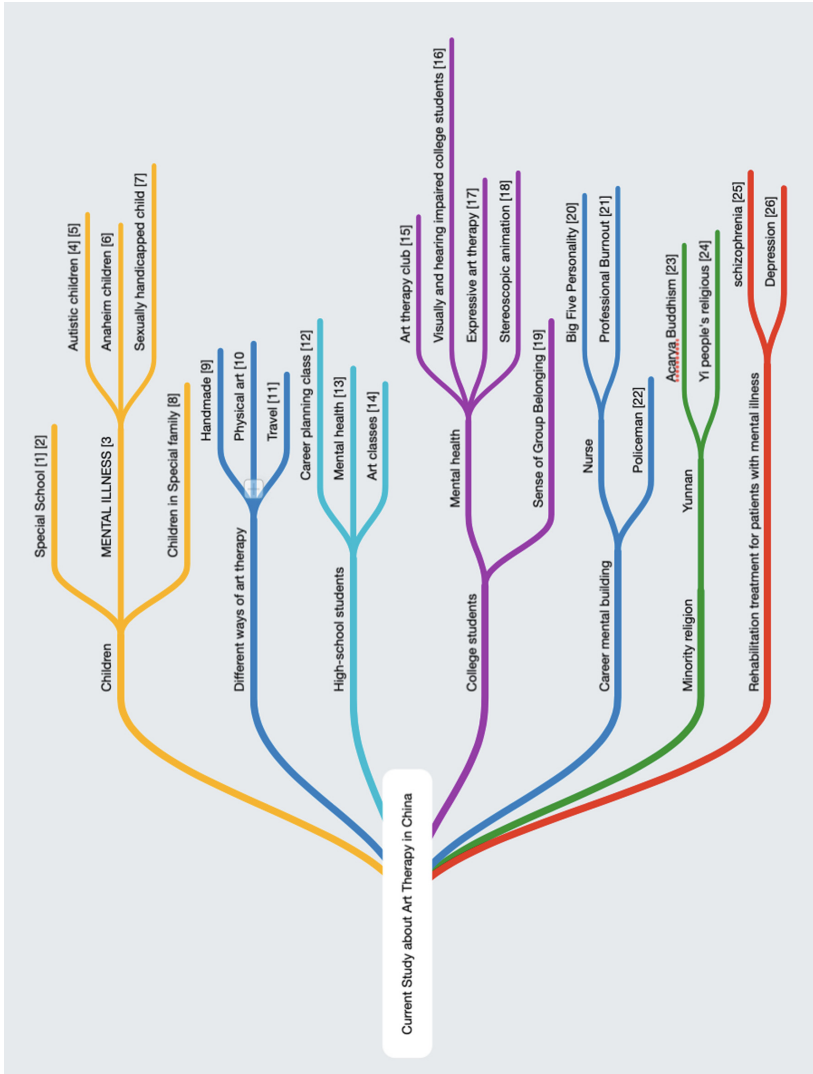 Current Study about Art Therapy in China
Children
Special School [1] [2]
MENTAL ILLNESS [3
Autistic children [4] [5]
Anaheim children [6]
Sexually handicapped child [7]
Children in Special family [8]
Different ways of art therapy
Handmade [9]
Physical art [10
Travel [11]
High-school students
Career planning class [12]
Mental health [13]
Art classes [14]
College students
Mental health
Art therapy club [15]
Visually and hearing impaired college students [16]
Expressive art therapy [17]
Stereoscopic animation [18]
Sense of Group Belonging [19]
Career mental building
Nurse
Big Five Personality [20]
Professional Burnout [21]
Policeman [22]
Minority religion
Yunnan
Acarya Buddhism [23]
Yi people's religious [24]
Rehabilitation treatment for patients with mental illness
schizophrenia [25]
Depression [26]